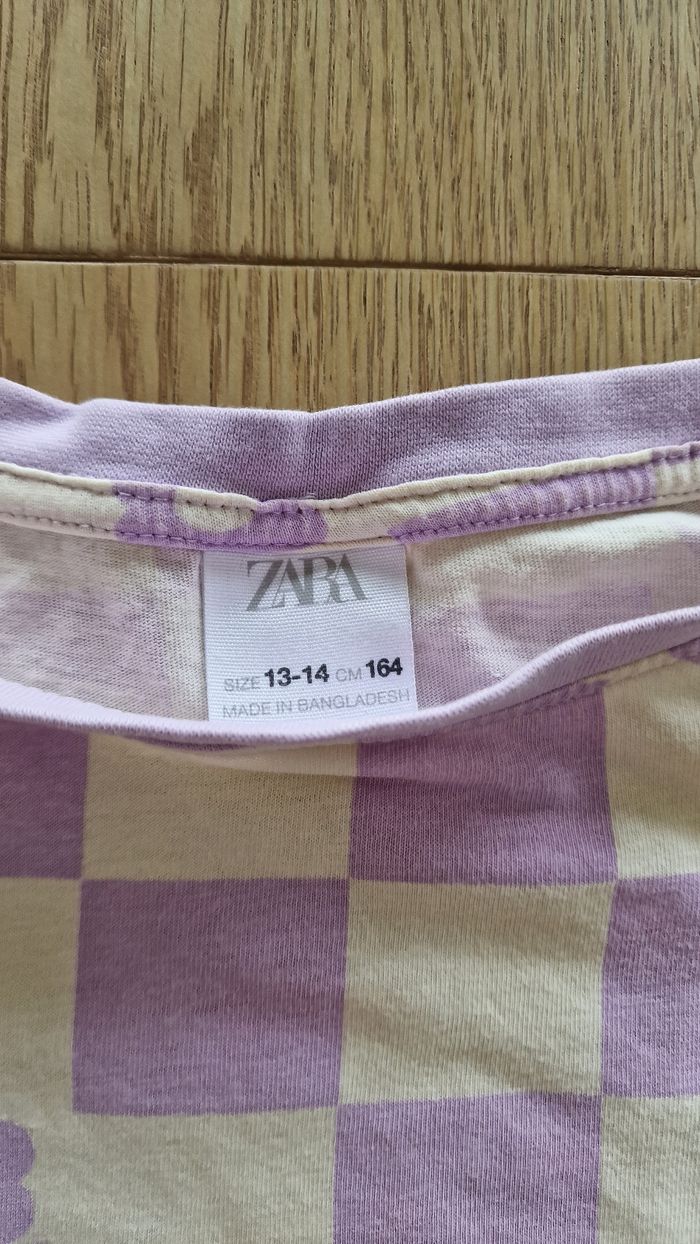 ZARA
SIZE 13-14 CM 164
MADE IN BANGLADESH